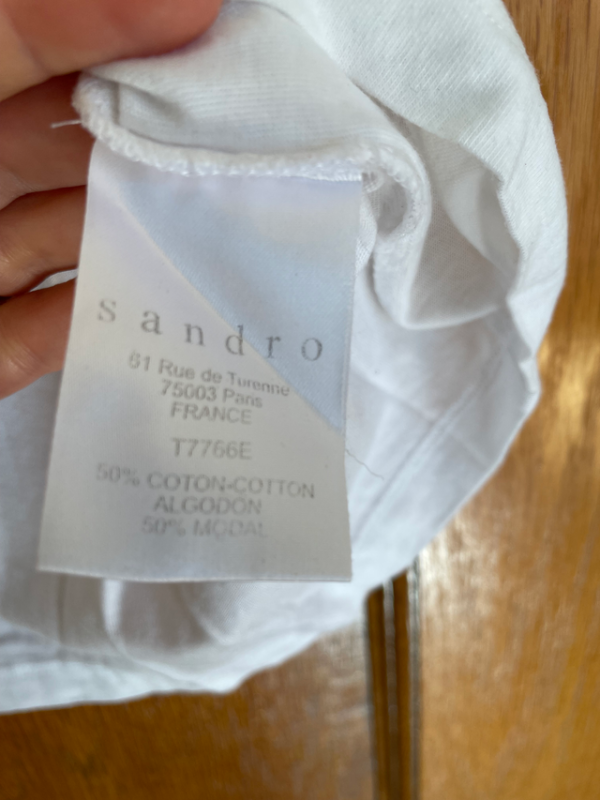 sandro
61 Rue de Turenne
75003 Paris
FRANCE
T7766E
50% COTON-COTTON
ALGODON
50% MODAL